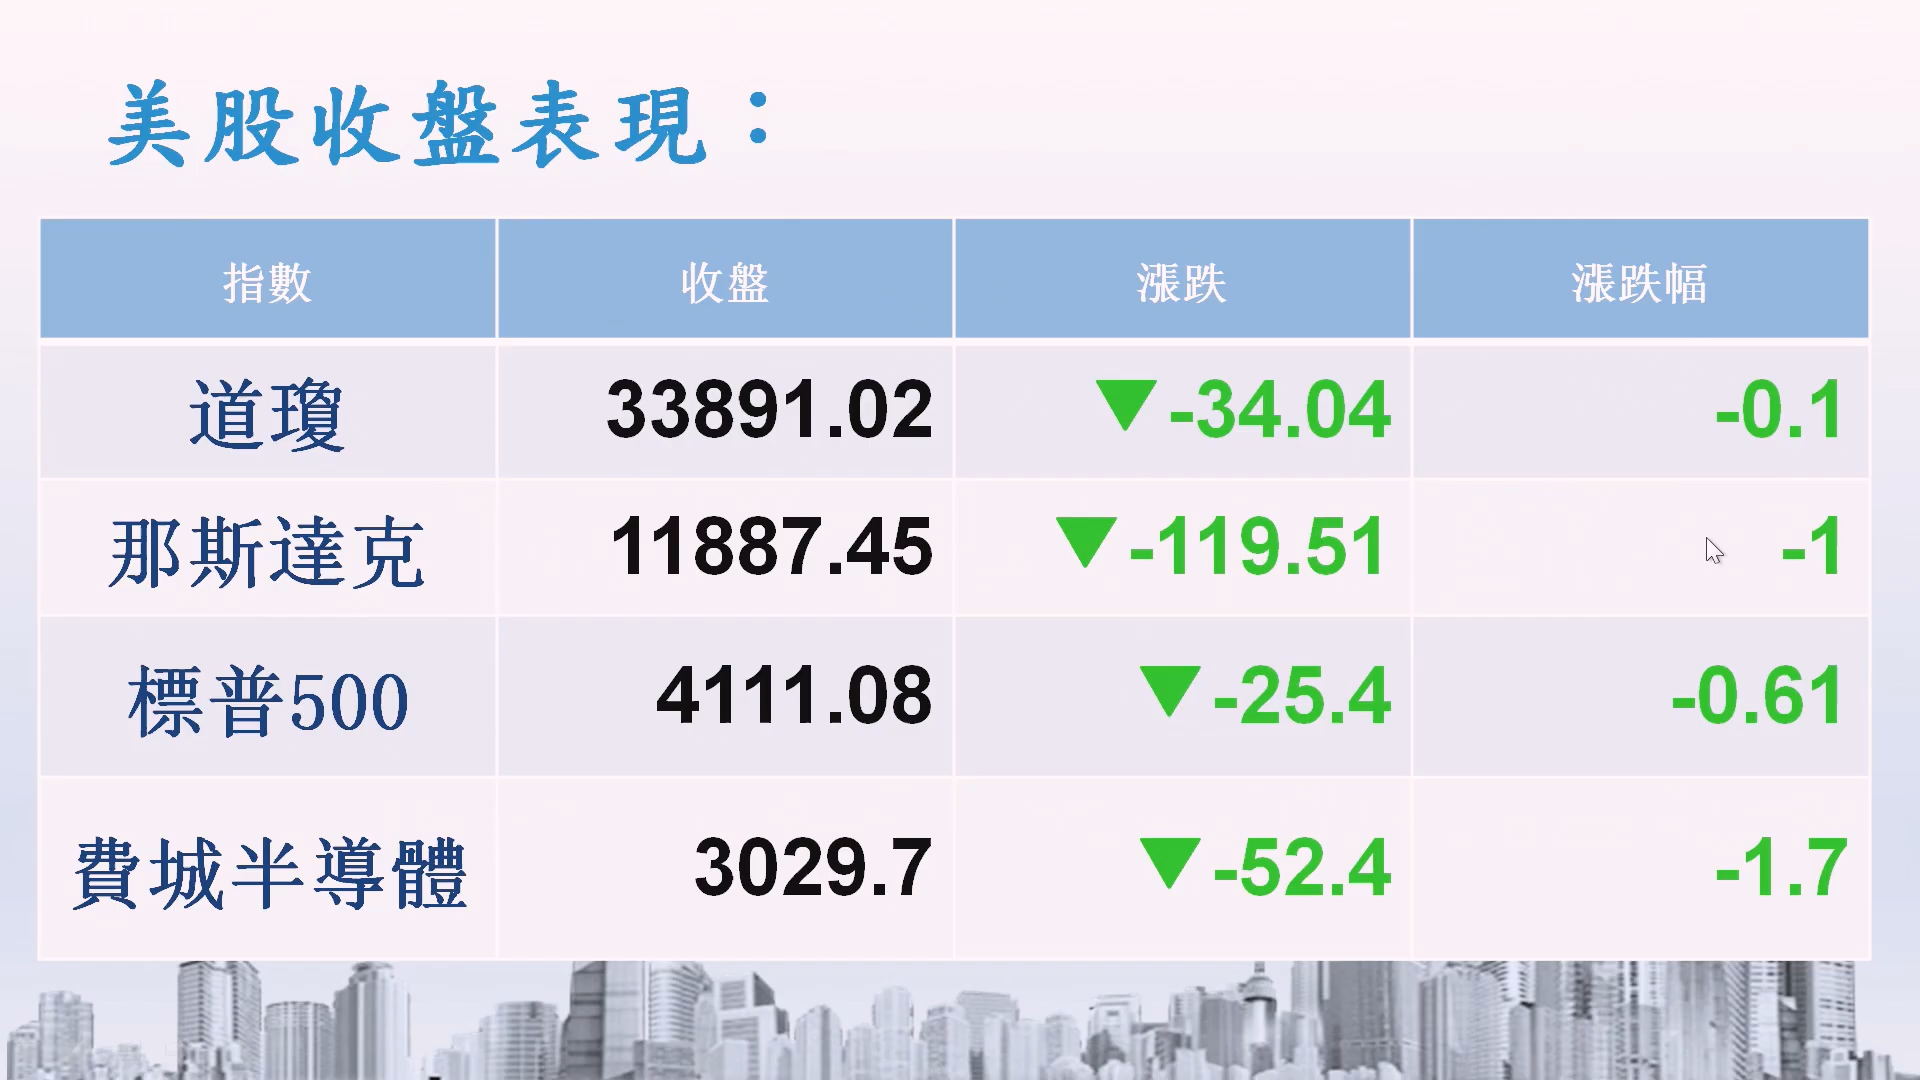 美股收盤表現：
指數 收盤 漲跌 漲跌幅
道瓊 33891.02 ▼-34.04 -0.1
那斯達克 11887.45 ▼-119.51 -1
標普500 4111.08 ▼-25.4 -0.61
費城半導體 3029.7 ▼-52.4 -1.7